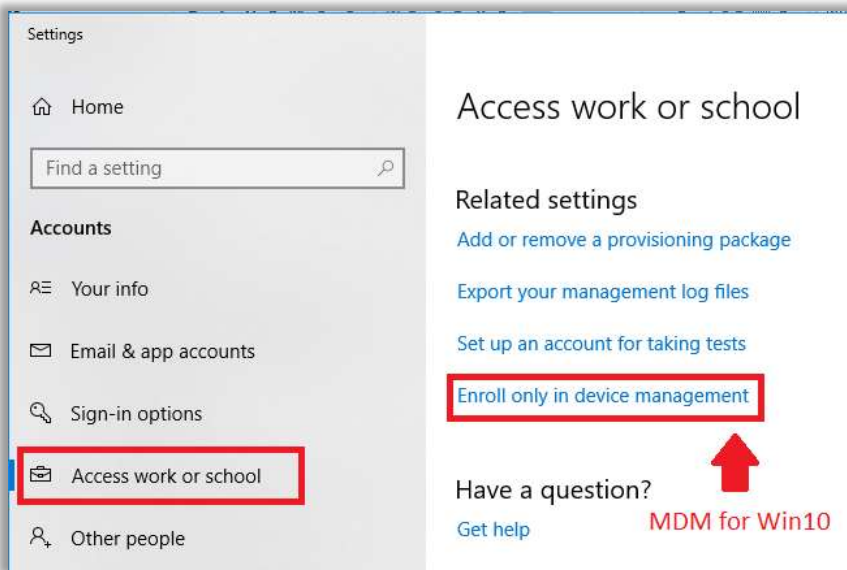 Settings
Home
Find a setting
Accounts
Your info
Email & app accounts
Sign-in options
Access work or school
Other people
Access work or school
Related settings
Add or remove a provisioning package
Export your management log files
Set up an account for taking tests
Enroll only in device management
Have a question?
Get help
MDM for Win10